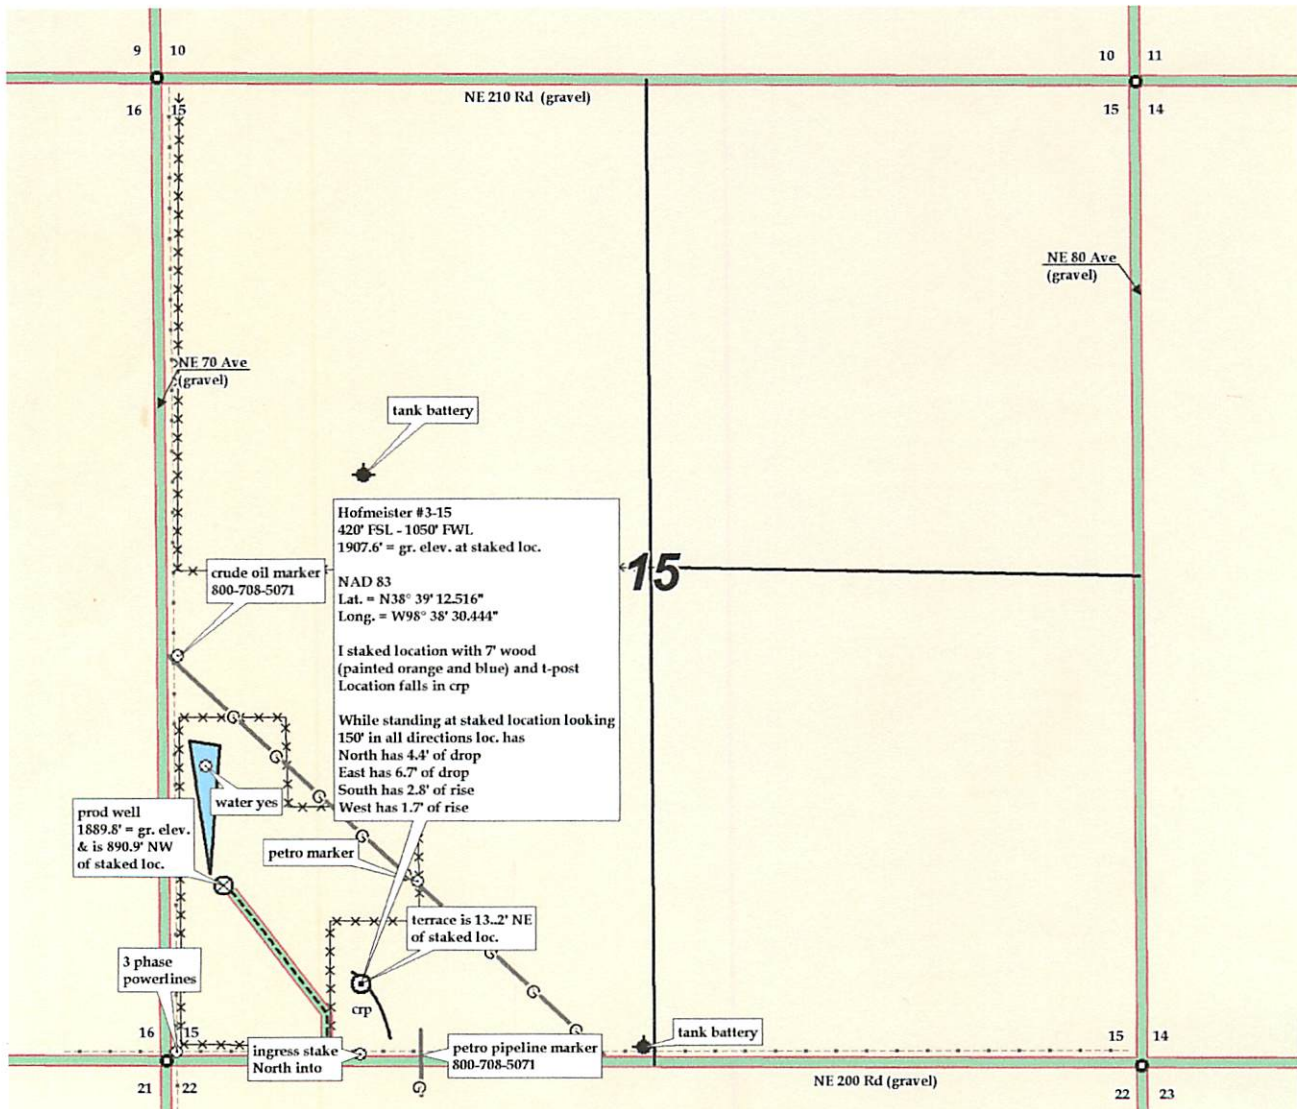 9 10
10 11
NE 210 Rd (gravel)
16 15
15 14
NE 80 Ave
(gravel)
NE 70 Ave
(gravel)
tank battery
Hofmeister #3-15
420' FSL - 1050' FWL
1907.6' = gr. elev. at staked loc.
NAD 83
Lat. = N38° 39' 12.516"
Long. = W98° 38' 30.444"
I staked location with 7' wood
(painted orange and blue) and t-post
Location falls in crp
While standing at staked location looking
150' in all directions loc. has
North has 4.4' of drop
East has 6.7' of drop
South has 2.8' of rise
West has 1.7' of rise
15
crude oil marker
800-708-5071
water yes
prod well
1889.8' = gr. elev.
& is 890.9' NW
of staked loc.
petro marker
terrace is 13..2' NE
of staked loc.
3 phase
powerlines
crp
16 15
ingress stake
North into
petro pipeline marker
800-708-5071
tank battery
15 14
NE 200 Rd (gravel)
21 22
22 23
G
G
G
G
G
G
G
G
G